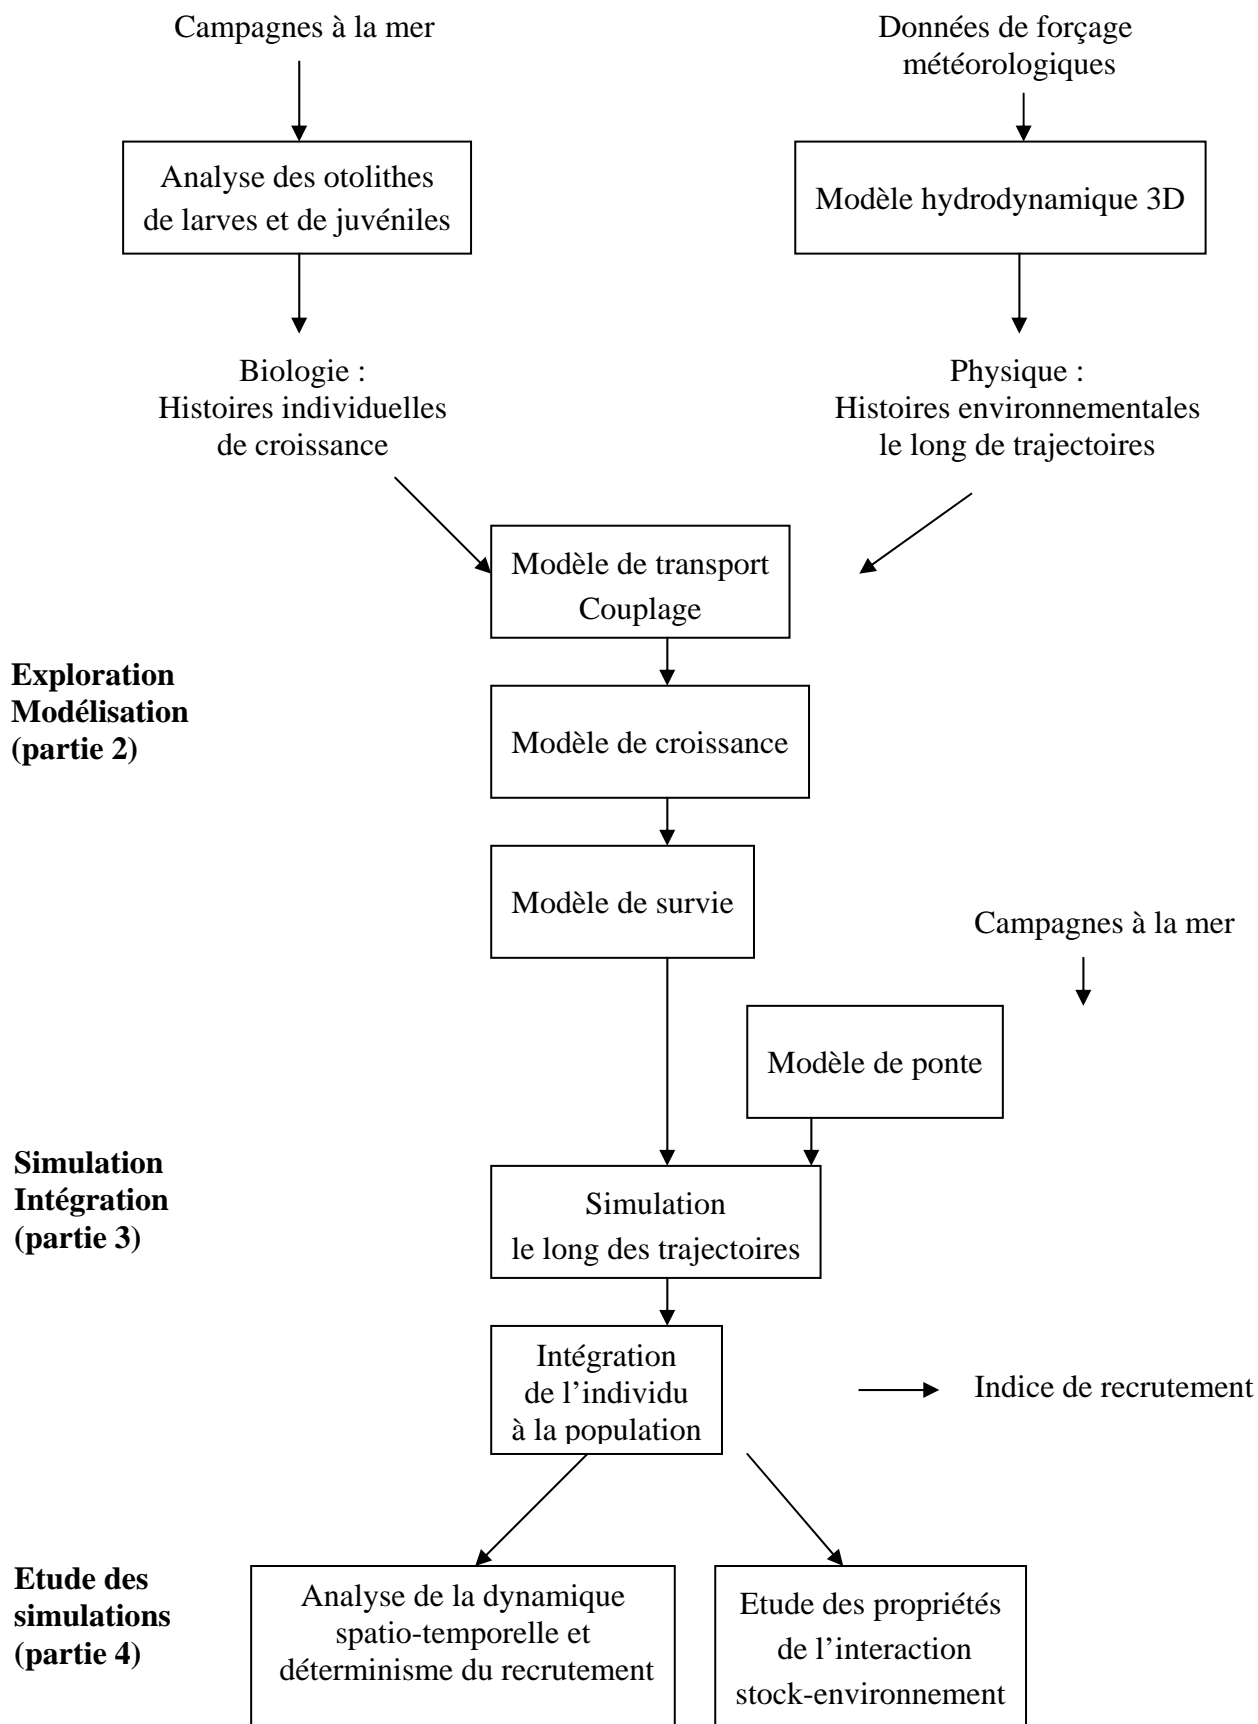 Campagnes à la mer
Données de forçage
météorologiques
Analyse des otolithes
de larves et de juvéniles
Modèle hydrodynamique 3D
Biologie :
Histoires individuelles
de croissance
Physique :
Histoires environnementales
le long de trajectoires
Modèle de transport
Couplage
Exploration
Modélisation
(partie 2)
Modèle de croissance
Modèle de survie
Campagnes à la mer
Modèle de ponte
Simulation
Intégration
(partie 3)
Simulation
le long des trajectoires
Intégration
de l’individu
à la population
Indice de recrutement
Etude des
simulations
(partie 4)
Analyse de la dynamique
spatio-temporelle et
déterminisme du recrutement
Etude des propriétés
de l’interaction
stock-environnement